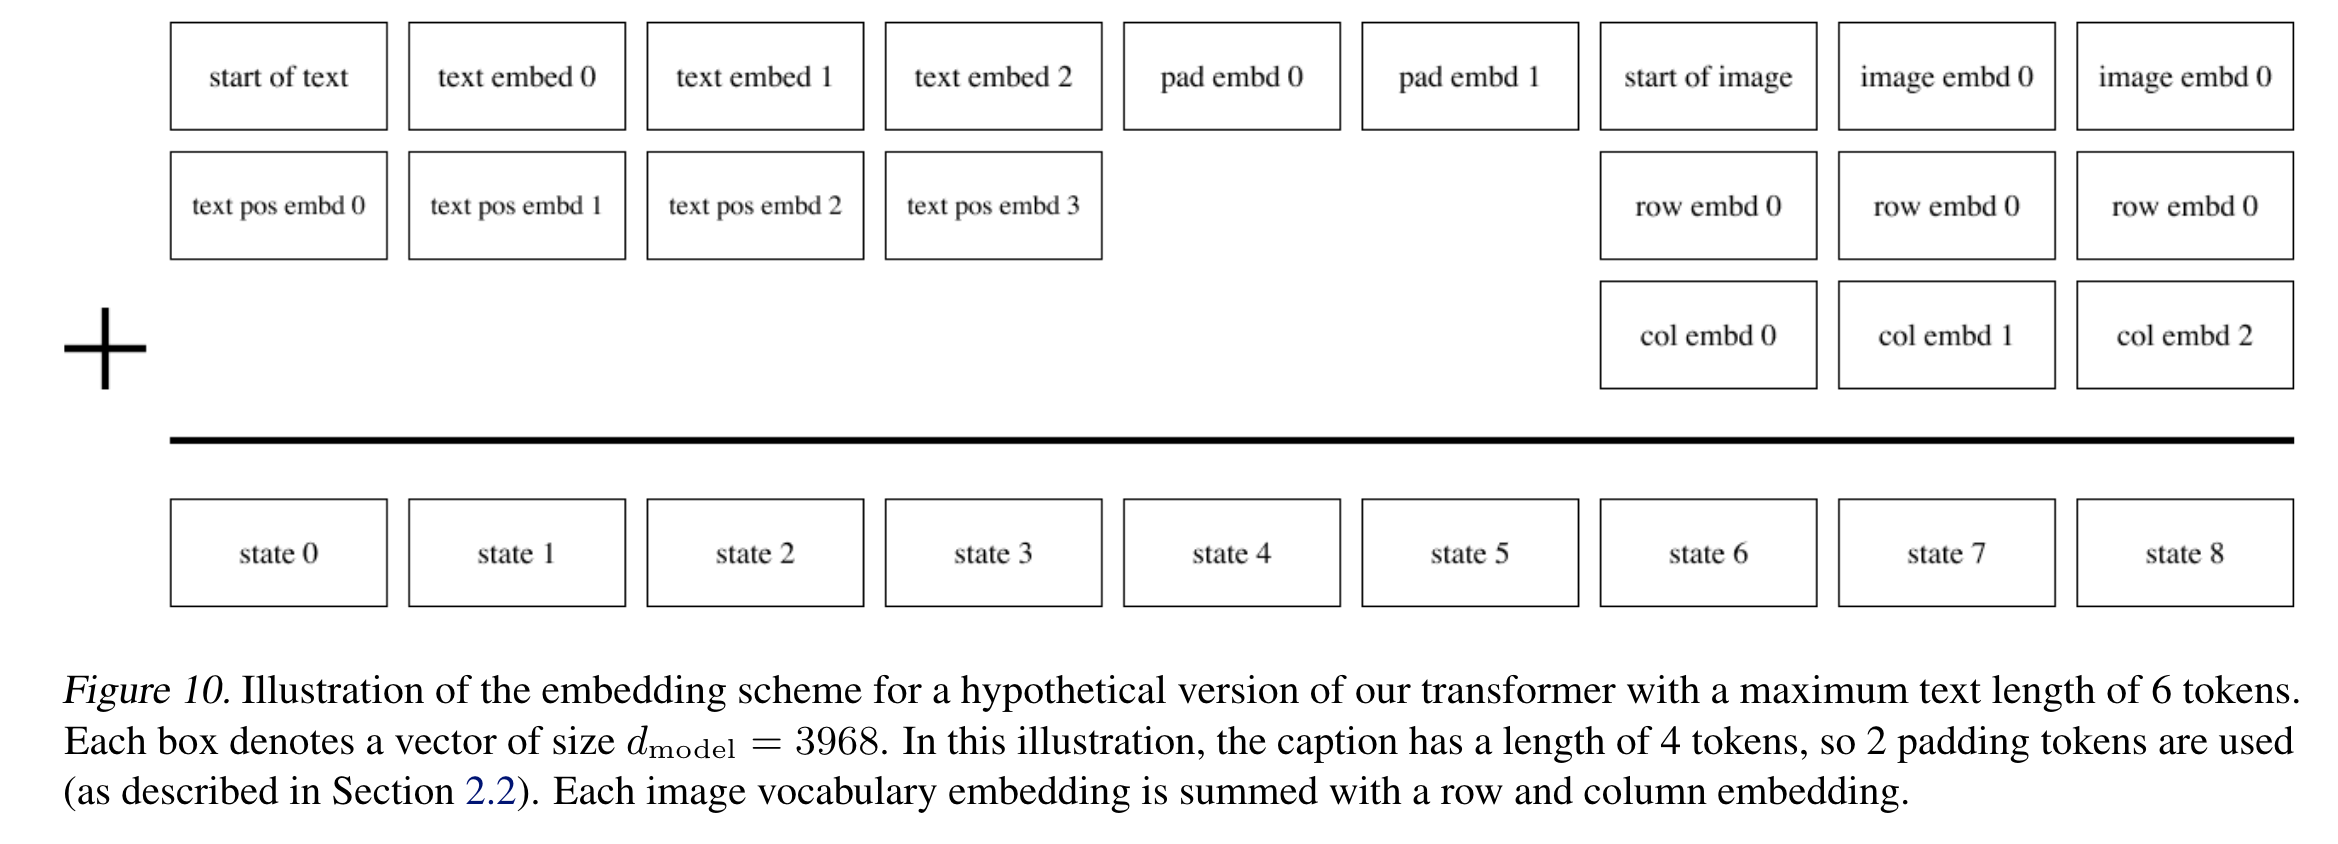 start of text text embed 0 text embed 1 text embed 2 pad embd 0 pad embd 1 start of image image embd 0 image embd 0
text pos embd 0 text pos embd 1 text pos embd 2 text pos embd 3 row embd 0 row embd 0 row embd 0
col embd 0 col embd 1 col embd 2
+
state 0 state 1 state 2 state 3 state 4 state 5 state 6 state 7 state 8
Figure 10. Illustration of the embedding scheme for a hypothetical version of our transformer with a maximum text length of 6 tokens.
Each box denotes a vector of size d_model = 3968. In this illustration, the caption has a length of 4 tokens, so 2 padding tokens are used
(as described in Section 2.2). Each image vocabulary embedding is summed with a row and column embedding.